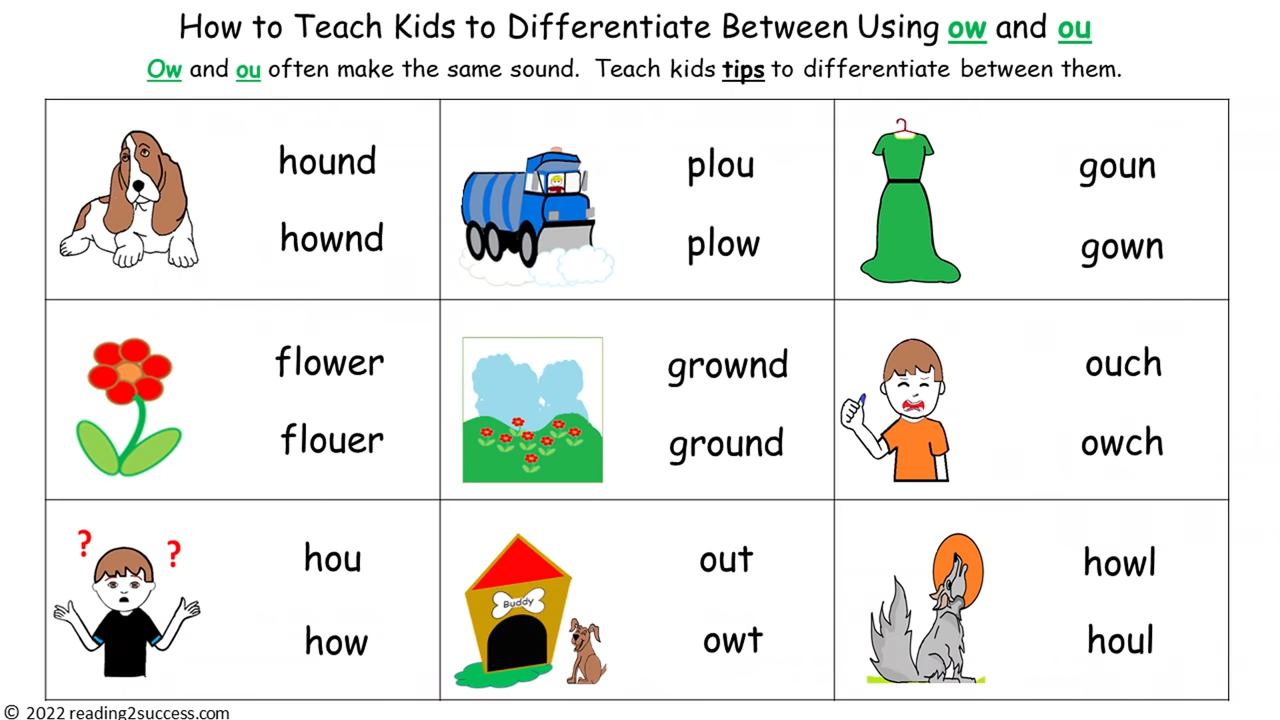 How to Teach Kids to Differentiate Between Using ow and ou
Ow and ou often make the same sound. Teach kids tips to differentiate between them.
hound
hownd
plou
plow
goun
gown
flower
flouer
grownd
ground
ouch
owch
?
?
hou
how
Buddy
out
owt
howl
houl
© 2022 reading2success.com